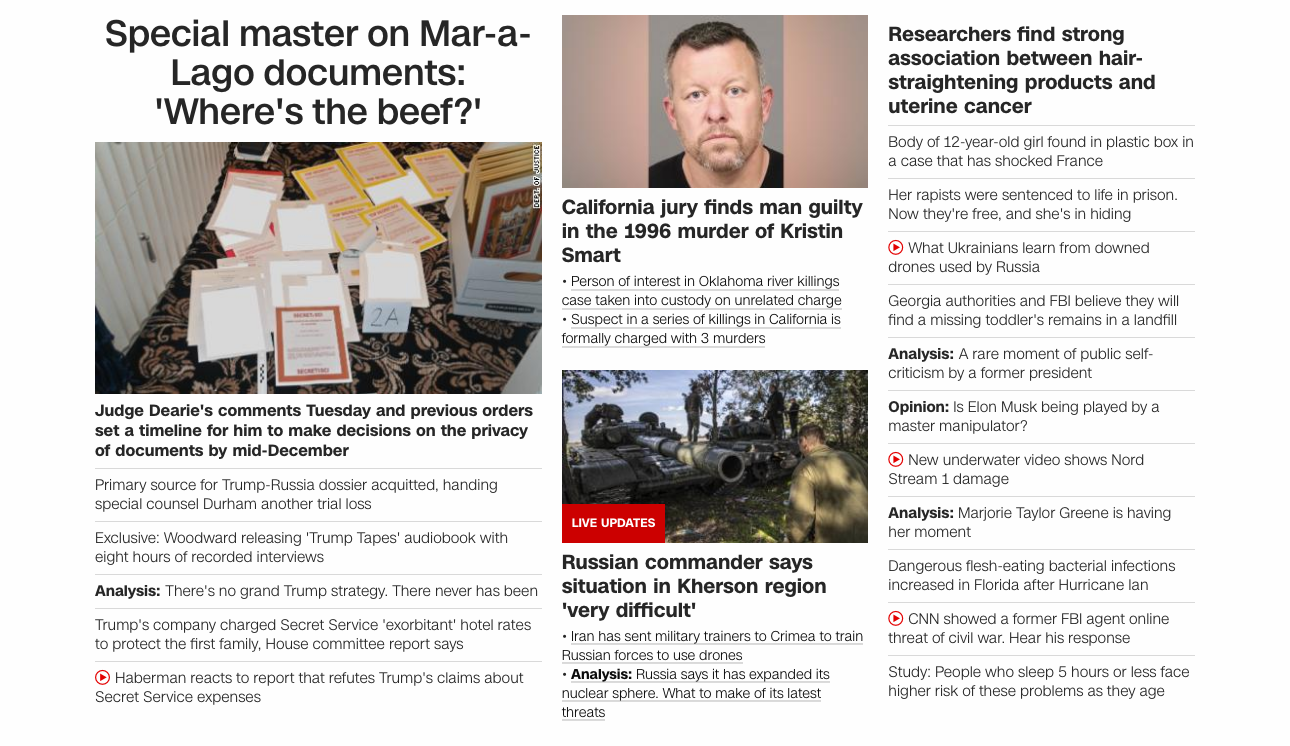 Special master on Mar-a-
Lago documents:
'Where's the beef?'
DEPT. OF JUSTICE
2A
SECRET//SCI
SECRET//SCI
Judge Dearie's comments Tuesday and previous orders
set a timeline for him to make decisions on the privacy
of documents by mid-December
Primary source for Trump-Russia dossier acquitted, handing
special counsel Durham another trial loss
Exclusive: Woodward releasing 'Trump Tapes' audiobook with
eight hours of recorded interviews
Analysis: There's no grand Trump strategy. There never has been
Trump's company charged Secret Service 'exorbitant' hotel rates
to protect the first family, House committee report says
Haberman reacts to report that refutes Trump's claims about
Secret Service expenses
California jury finds man guilty
in the 1996 murder of Kristin
Smart
• Person of interest in Oklahoma river killings
case taken into custody on unrelated charge
• Suspect in a series of killings in California is
formally charged with 3 murders
LIVE UPDATES
Russian commander says
situation in Kherson region
'very difficult'
• Iran has sent military trainers to Crimea to train
Russian forces to use drones
• Analysis: Russia says it has expanded its
nuclear sphere. What to make of its latest
threats
Researchers find strong
association between hair-
straightening products and
uterine cancer
Body of 12-year-old girl found in plastic box in
a case that has shocked France
Her rapists were sentenced to life in prison.
Now they're free, and she's in hiding
What Ukrainians learn from downed
drones used by Russia
Georgia authorities and FBI believe they will
find a missing toddler's remains in a landfill
Analysis: A rare moment of public self-
criticism by a former president
Opinion: Is Elon Musk being played by a
master manipulator?
New underwater video shows Nord
Stream 1 damage
Analysis: Marjorie Taylor Greene is having
her moment
Dangerous flesh-eating bacterial infections
increased in Florida after Hurricane Ian
CNN showed a former FBI agent online
threat of civil war. Hear his response
Study: People who sleep 5 hours or less face
higher risk of these problems as they age